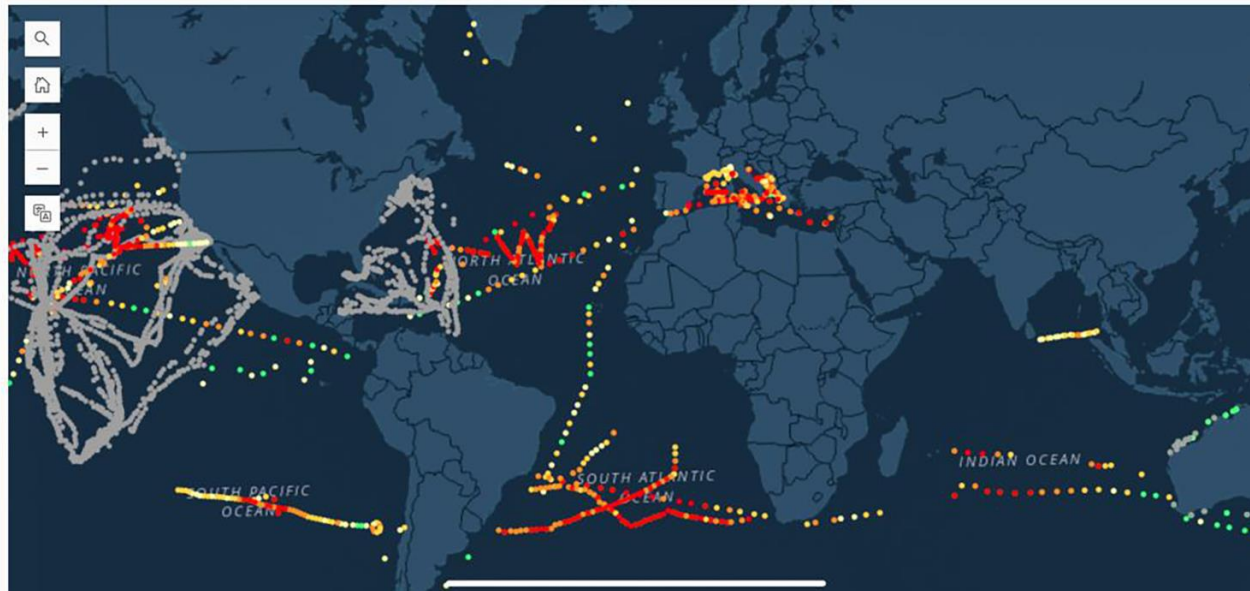 NORTH PACIFIC
OCEAN
NORTH ATLANTIC
OCEAN
INDIAN OCEAN
SOUTH PACIFIC
OCEAN
SOUTH ATLANTIC
OCEAN